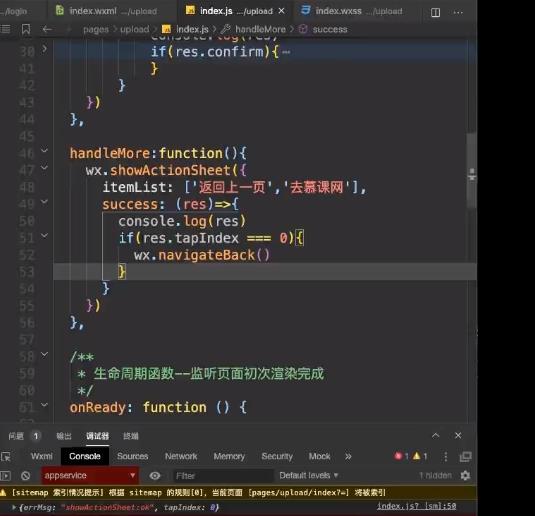 .../login index.wxml .../upload index.js .../upload index.wxss .../upload
pages > upload > index.js > handleMore > success
console.log(res)
30 if(res.confirm){
41 }
42 }
43 })
44 },
45
46 handleMore:function(){
47 wx.showActionSheet({
48 itemList: ['返回上一页','去慕课网'],
49 success: (res)=>{
50 console.log(res)
51 if(res.tapIndex === 0){
52 wx.navigateBack()
53 }
54 }
55 })
56 },
57
58 /**
59 * 生命周期函数--监听页面初次渲染完成
60 */
61 onReady: function () {
问题 1 输出 调试器 终端
Wxml Console Sources Network Memory Security Mock » 1 1
appservice Filter Default levels 1 hidden
[sitemap 索引情况提示] 根据 sitemap 的规则[0],当前页面 [pages/upload/index?=] 将被索引
{errMsg: "showActionSheet:ok", tapIndex: 0} index.js? [sm]:50